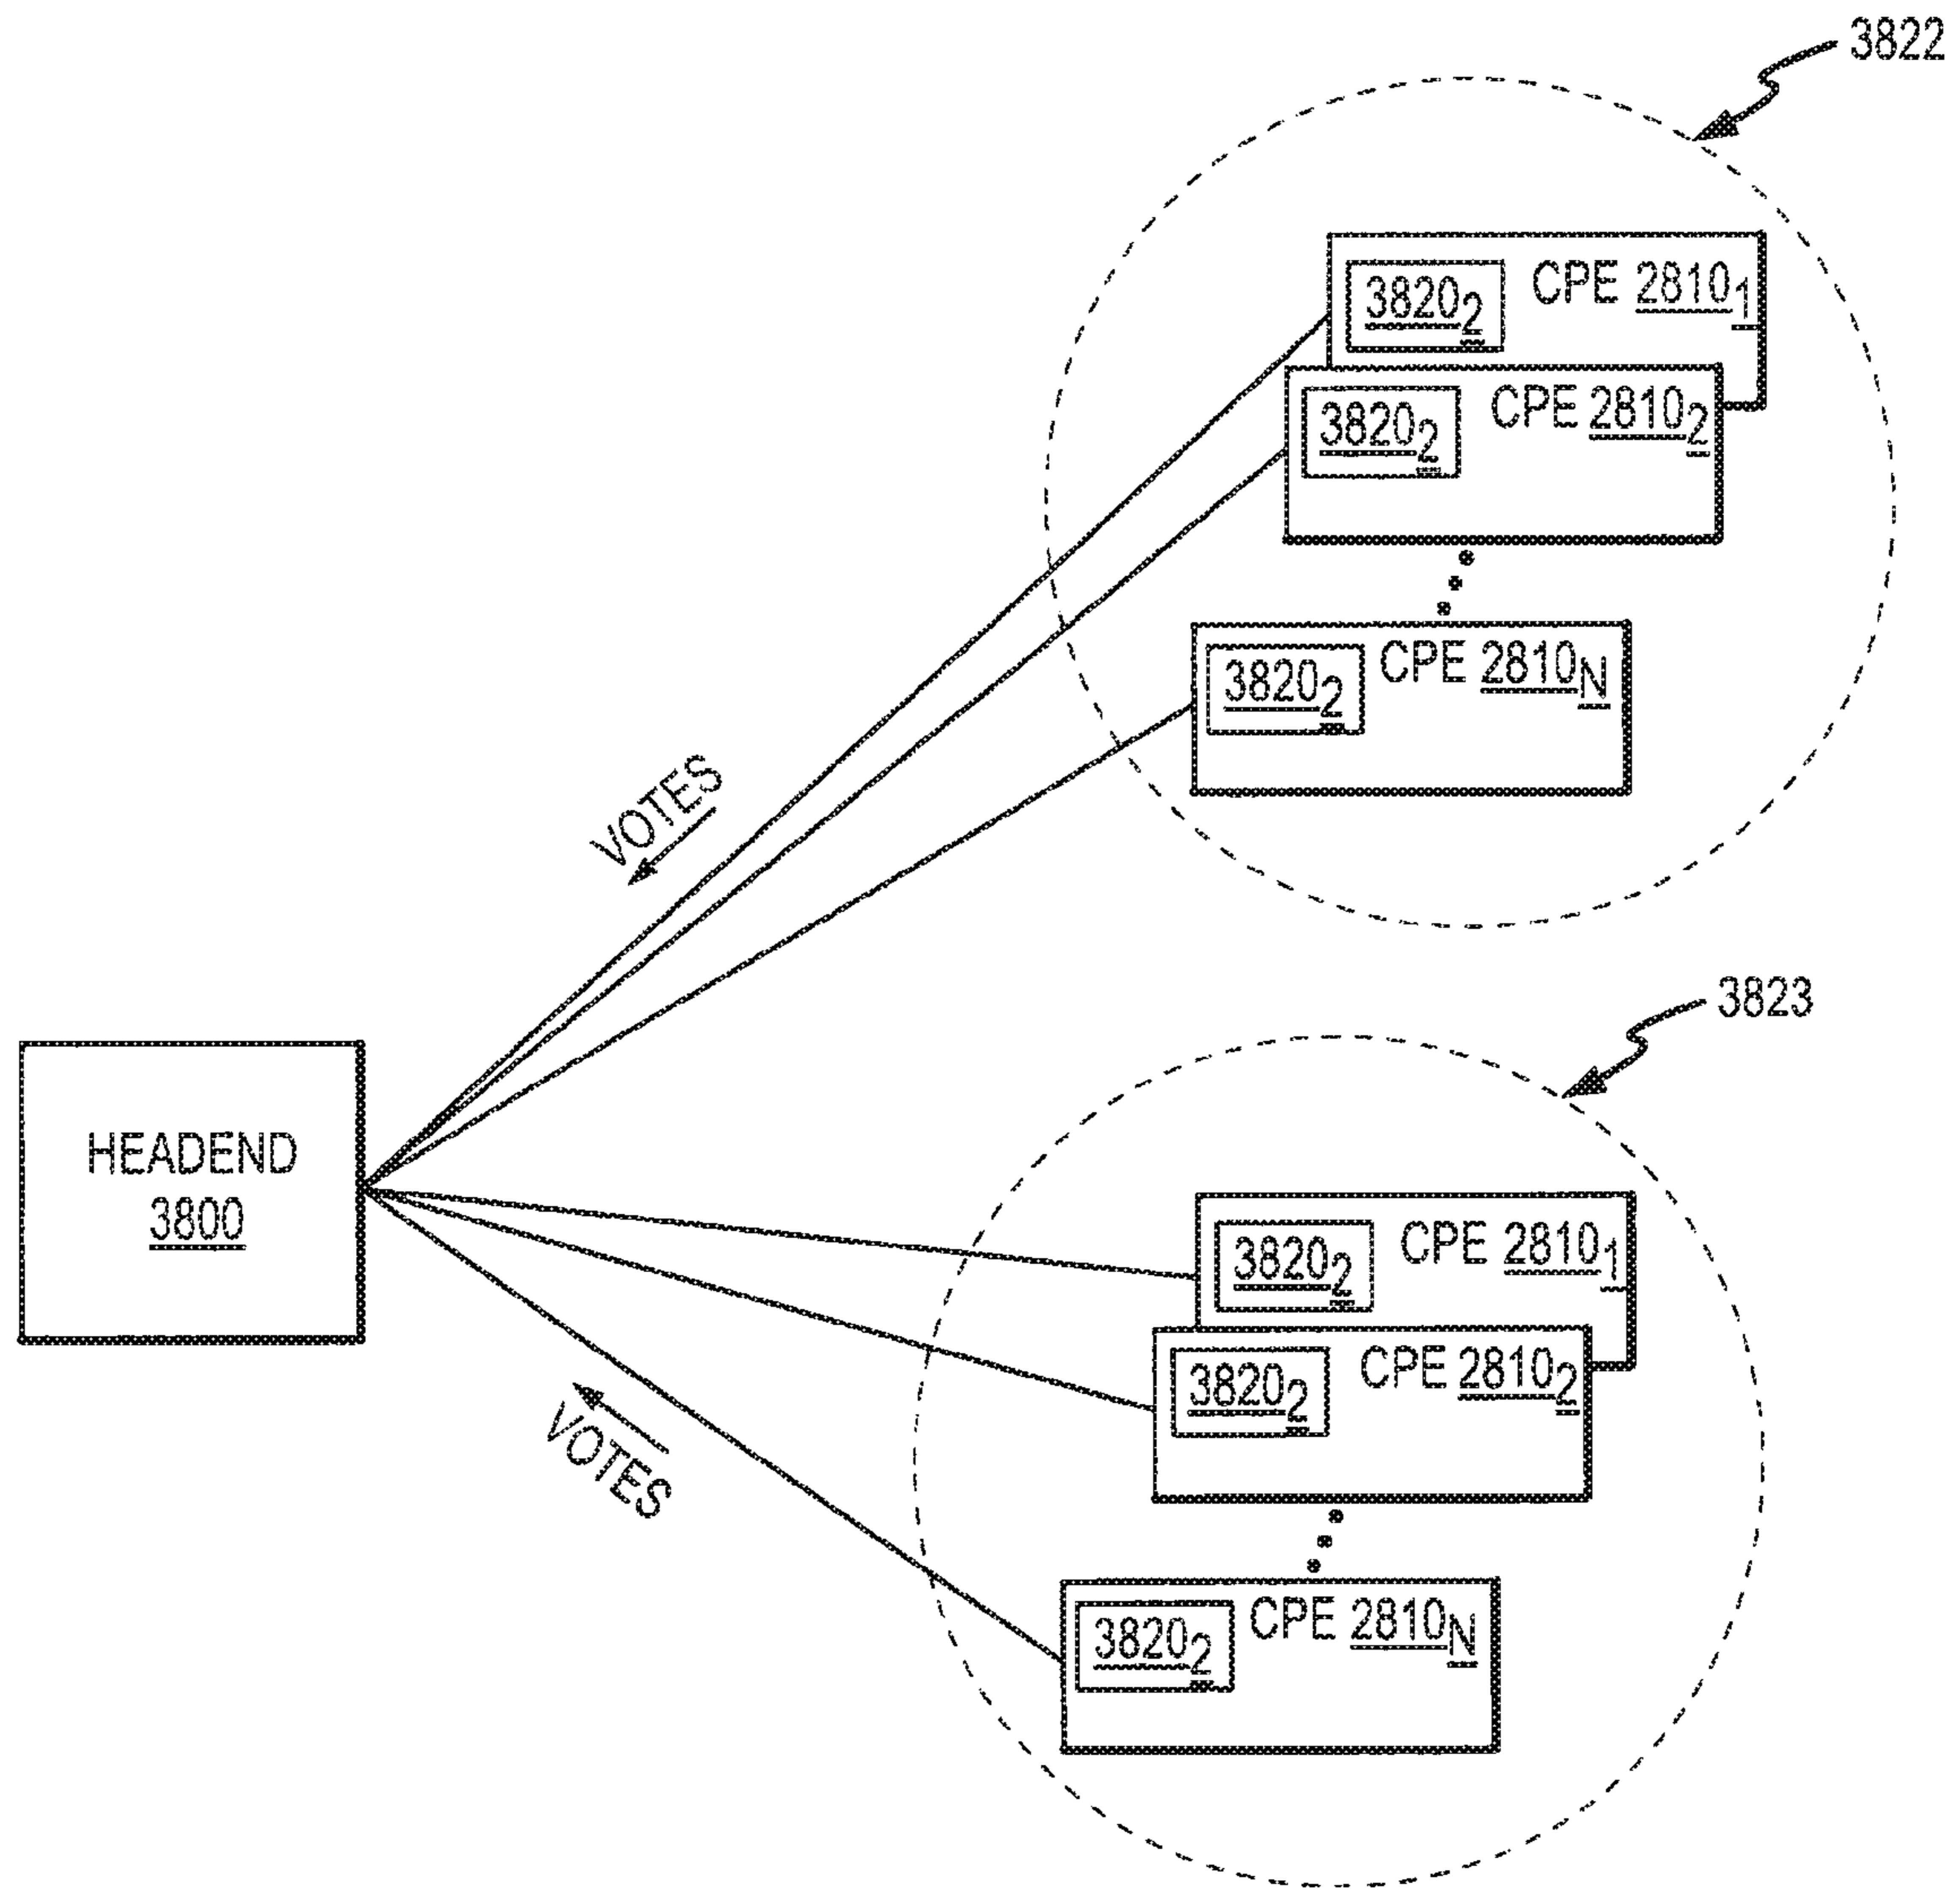 3822
3820₂ CPE 2810₁
3820₂ CPE 2810₂
3820₂ CPE 2810N
VOTES
3823
HEADEND
3800
3820₂ CPE 2810₁
3820₂ CPE 2810₂
VOTES
3820₂ CPE 2810N